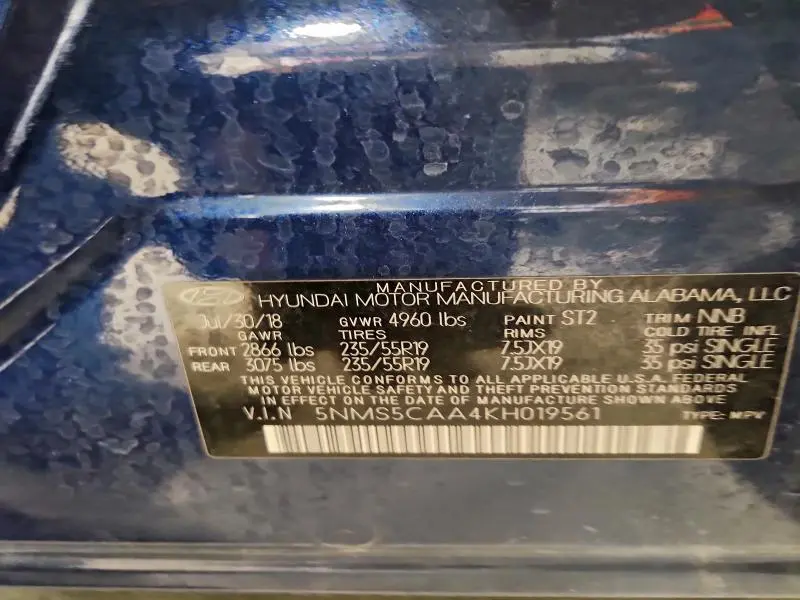 MANUFACTURED BY
HYUNDAI MOTOR MANUFACTURING ALABAMA, LLC
Jul/30/18 GVWR 4960 lbs PAINT ST2 TRIM NNB
GAWR TIRES RIMS COLD TIRE INFL
FRONT 2866 lbs 235/55R19 7.5JX19 35 psi SINGLE
REAR 3075 lbs 235/55R19 7.5JX19 35 psi SINGLE
THIS VEHICLE CONFORMS TO ALL APPLICABLE U.S.A FEDERAL
MOTOR VEHICLE SAFETY AND THEFT PREVENTION STANDARDS
IN EFFECT ON THE DATE OF MANUFACTURE SHOWN ABOVE
V.I.N 5NMS5CAA4KH019561 TYPE: MPV